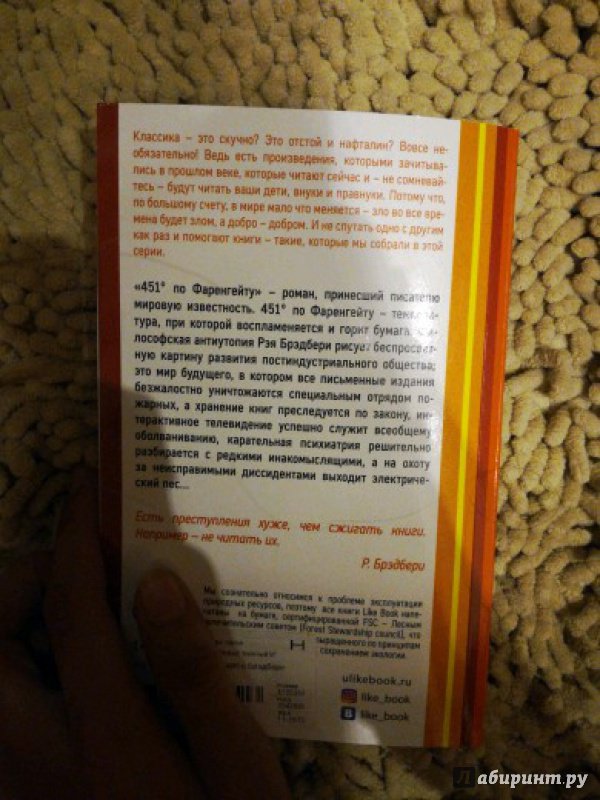 Классика – это скучно? Это отстой и нафталин? Вовсе не-
обязательно! Ведь есть произведения, которыми зачитыва-
лись в прошлом веке, которые читают сейчас и – не сомневай-
тесь – будут читать ваши дети, внуки и правнуки. Потому что,
по большому счету, в мире мало что меняется – зло во все вре-
мена будет злом, а добро – добром. И не спутать одно с другим
как раз и помогают книги – такие, которые мы собрали в этой
серии.
«451° по Фаренгейту» – роман, принесший писателю
мировую известность. 451° по Фаренгейту – темпера-
тура, при которой воспламеняется и горит бумага. Фи-
лософская антиутопия Рэя Брэдбери рисует беспросвет-
ную картину развития постиндустриального общества;
это мир будущего, в котором все письменные издания
безжалостно уничтожаются специальным отрядом по-
жарных, а хранение книг преследуется по закону, ин-
терактивное телевидение успешно служит всеобщему
оболваниванию, карательная психиатрия решительно
разбирается с редкими инакомыслящими, а на охоту
за неисправимыми диссидентами выходит электриче-
ский пес...
Есть преступления хуже, чем сжигать книги.
Например – не читать их.
Р. Брэдбери
Мы сознательно относимся к проблеме эксплуатации
природных ресурсов, поэтому все книги Like Book напе-
чатаны на бумаге, сертифицированной FSC – Лесным
попечительским советом (Forest Stewardship council), что
выращенного по принципам
сохранением экологии.
ulikebook.ru
like_book
like_book
Лабиринт.ру